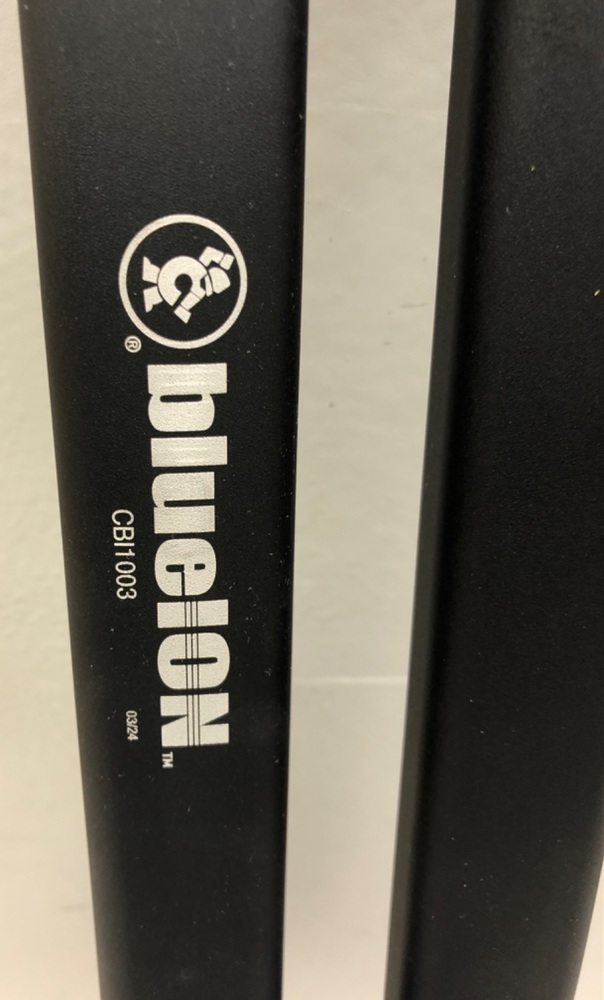 ®
blueION™
CBI1003
03/24